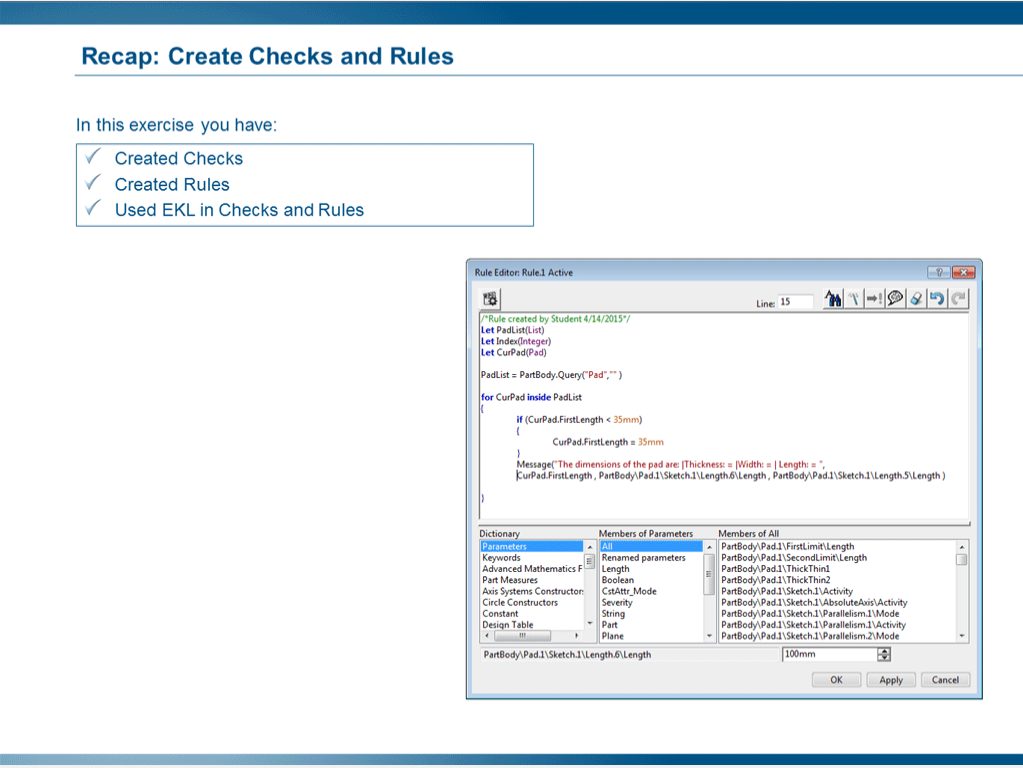 Recap: Create Checks and Rules
In this exercise you have:
Created Checks
Created Rules
Used EKL in Checks and Rules
Rule Editor: Rule.1 Active
Line: 15
/*Rule created by Student 4/14/2015*/
Let PadList(List)
Let Index(Integer)
Let CurPad(Pad)
PadList = PartBody.Query("Pad","" )
for CurPad inside PadList
{
if (CurPad.FirstLength < 35mm)
{
CurPad.FirstLength = 35mm
}
Message("The dimensions of the pad are: |Thickness: = |Width: = | Length: = ",
CurPad.FirstLength , PartBody\Pad.1\Sketch.1\Length.6\Length , PartBody\Pad.1\Sketch.1\Length.5\Length )
}
Dictionary Members of Parameters Members of All
Parameters All PartBody\Pad.1\FirstLimit\Length
Keywords Renamed parameters PartBody\Pad.1\SecondLimit\Length
Advanced Mathematics F Length PartBody\Pad.1\ThickThin1
Part Measures Boolean PartBody\Pad.1\ThickThin2
Axis Systems Constructors CstAttr_Mode PartBody\Pad.1\Sketch.1\Activity
Circle Constructors Severity PartBody\Pad.1\Sketch.1\AbsoluteAxis\Activity
Constant String PartBody\Pad.1\Sketch.1\Parallelism.1\Mode
Design Table Part PartBody\Pad.1\Sketch.1\Parallelism.1\Activity
Plane PartBody\Pad.1\Sketch.1\Parallelism.2\Mode
PartBody\Pad.1\Sketch.1\Length.6\Length 100mm
OK Apply Cancel